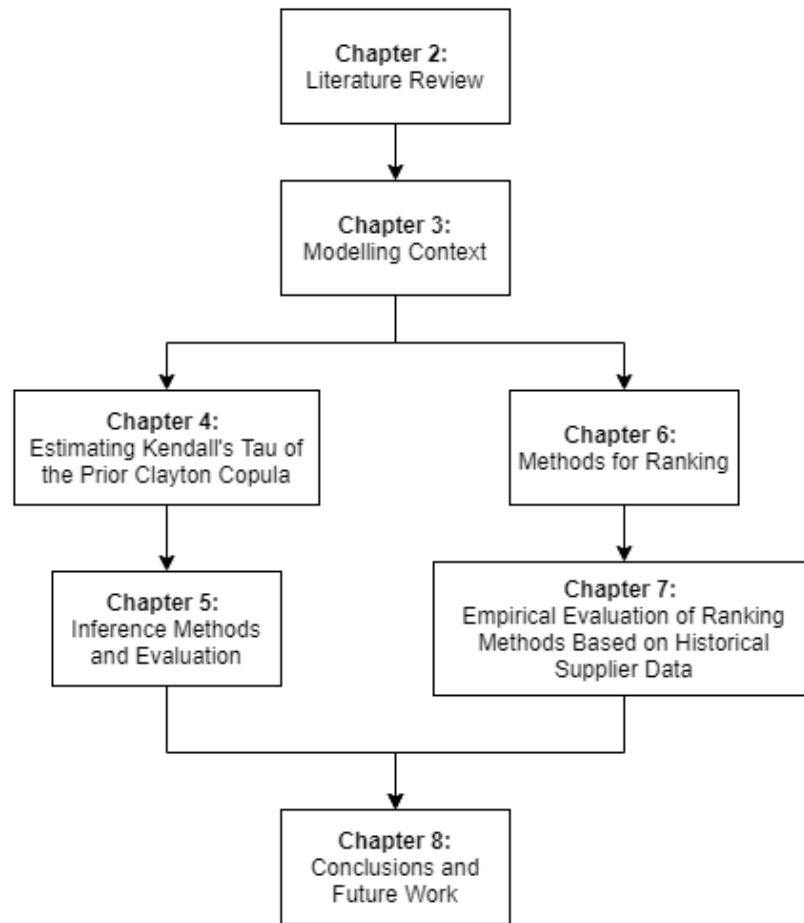 Chapter 2:
Literature Review
Chapter 3:
Modelling Context
Chapter 4:
Estimating Kendall's Tau of
the Prior Clayton Copula
Chapter 5:
Inference Methods
and Evaluation
Chapter 6:
Methods for Ranking
Chapter 7:
Empirical Evaluation of Ranking
Methods Based on Historical
Supplier Data
Chapter 8:
Conclusions and
Future Work